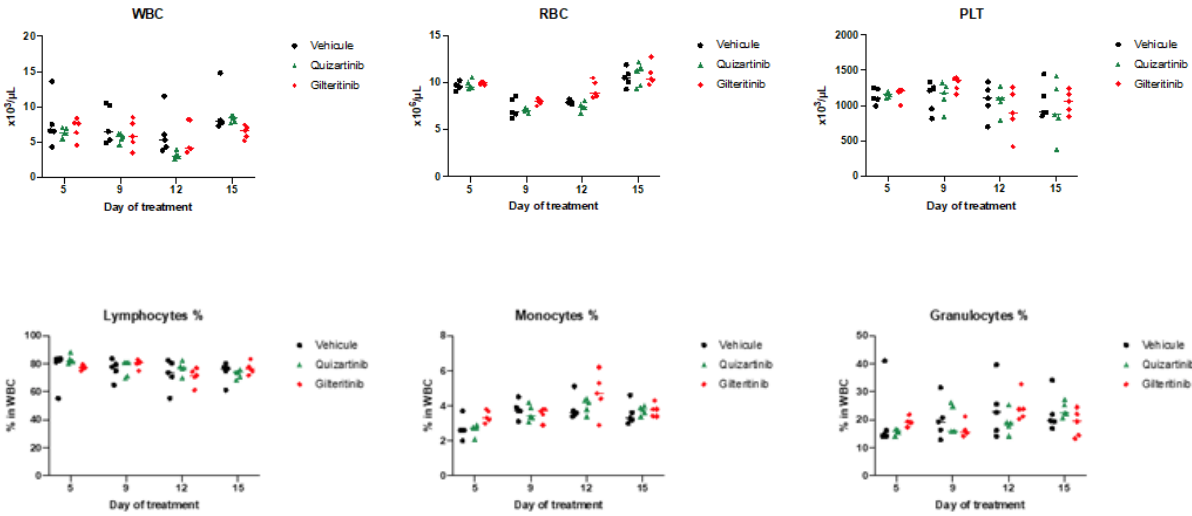 WBC
20
15
10
5
0
x10³/µL
5 9 12 15
Day of treatment
Vehicule
Quizartinib
Gilteritinib
RBC
15
10
5
0
x10⁶/µL
5 9 12 15
Day of treatment
Vehicule
Quizartinib
Gilteritinib
PLT
2000
1500
1000
500
0
x10³/µL
5 9 12 15
Day of treatment
Vehicule
Quizartinib
Gilteritinib
Lymphocytes %
100
80
60
40
20
0
% in WBC
5 9 12 15
Day of treatment
Vehicule
Quizartinib
Gilteritinib
Monocytes %
8
6
4
2
0
% in WBC
5 9 12 15
Day of treatment
Vehicule
Quizartinib
Gilteritinib
Granulocytes %
50
40
30
20
10
0
% in WBC
5 9 12 15
Day of treatment
Vehicule
Quizartinib
Gilteritinib